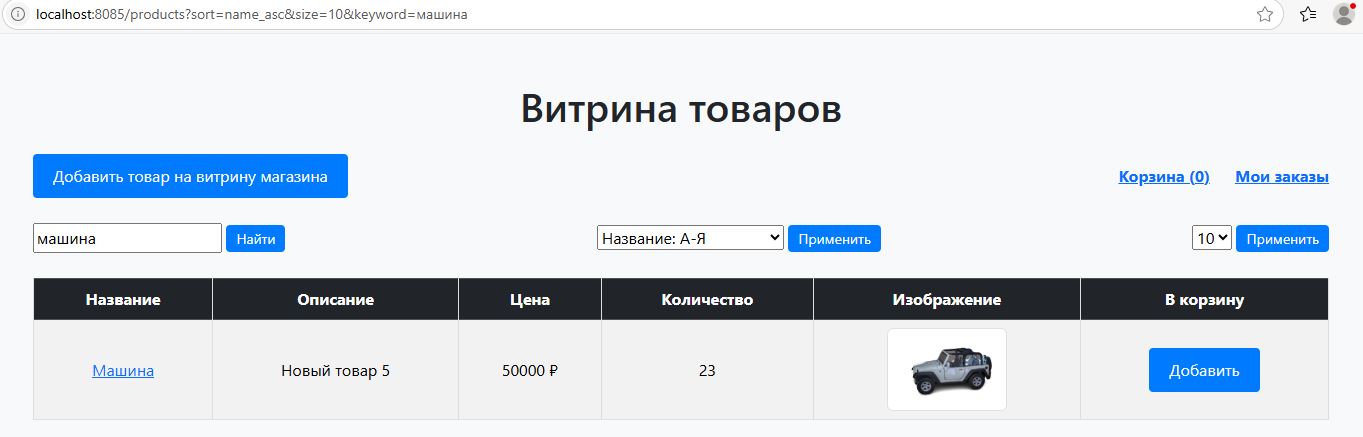 localhost:8085/products?sort=name_asc&size=10&keyword=машина
Витрина товаров
Добавить товар на витрину магазина
Корзина (0) Мои заказы
машина Найти Название: А-Я Применить 10 Применить
Название Описание Цена Количество Изображение В корзину
Машина Новый товар 5 50000 ₽ 23 Добавить